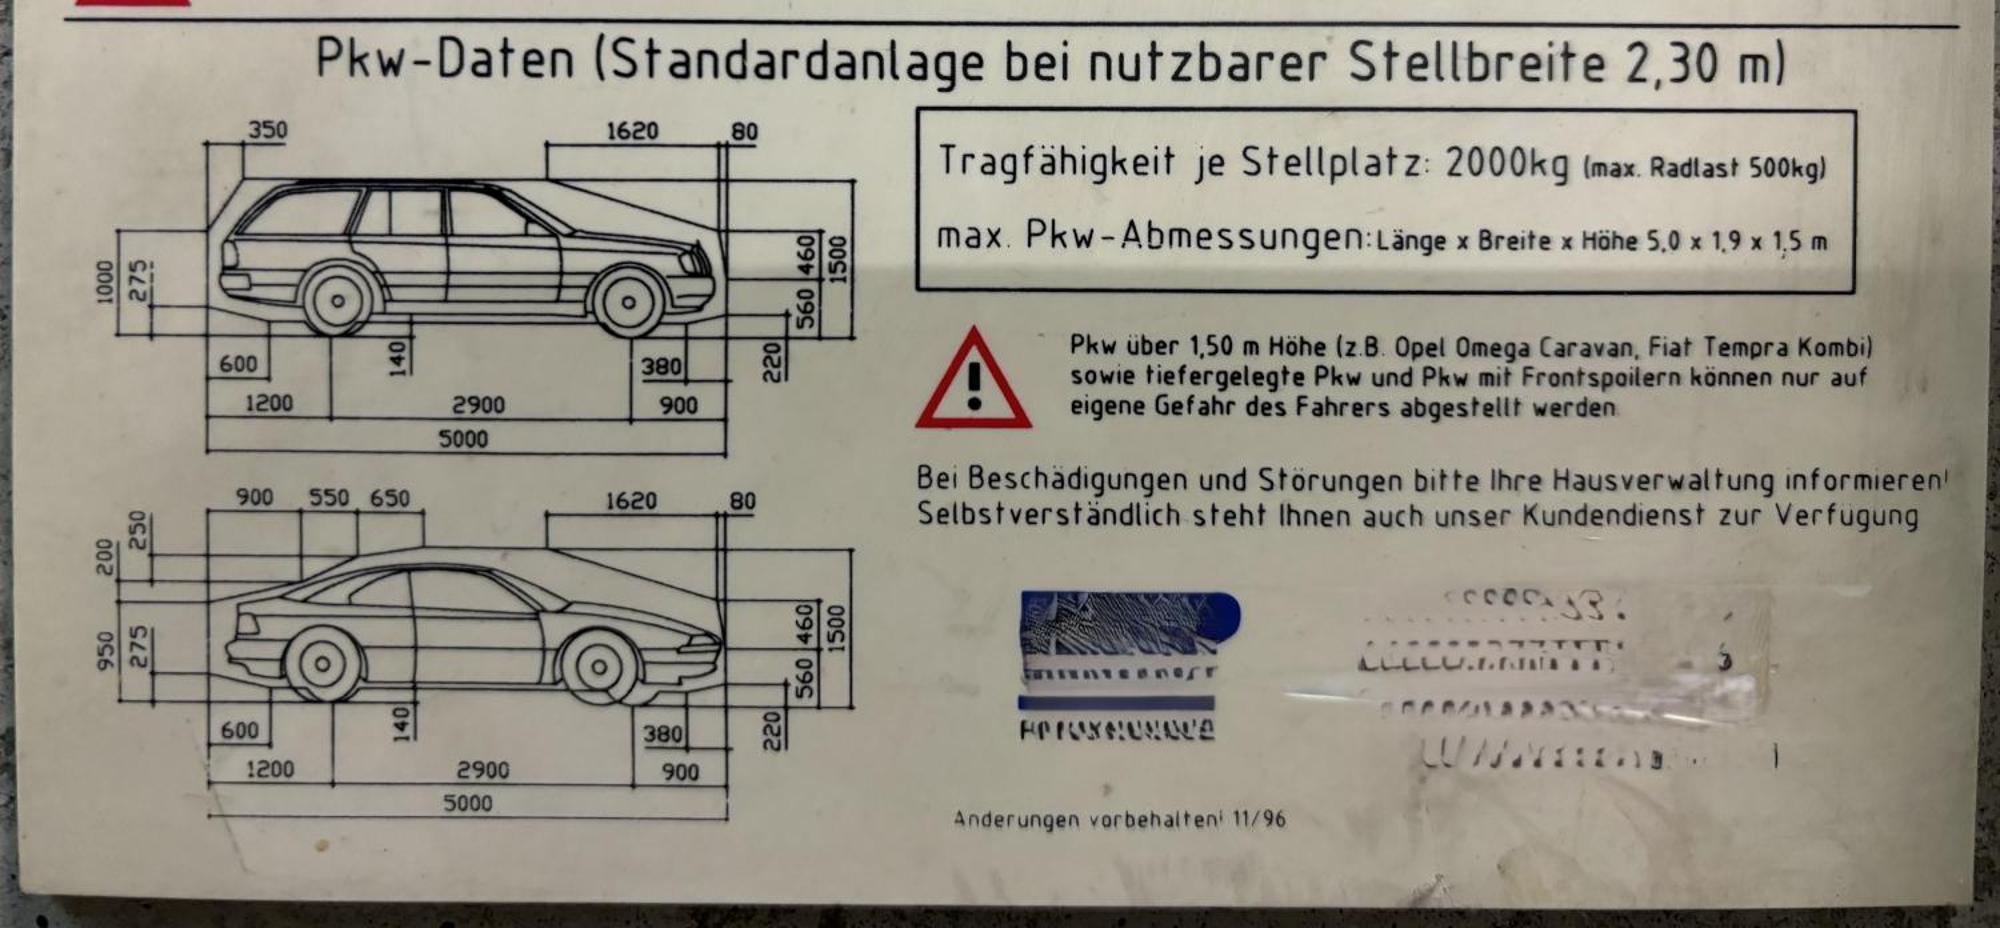 Pkw-Daten (Standardanlage bei nutzbarer Stellbreite 2,30 m)
350 1620 80
1000 275 460 1500 560
600 140 380 220
1200 2900 900
5000
Tragfähigkeit je Stellplatz: 2000kg (max. Radlast 500kg)
max. Pkw-Abmessungen: Länge x Breite x Höhe 5,0 x 1,9 x 1,5 m
Pkw über 1,50 m Höhe (z.B. Opel Omega Caravan, Fiat Tempra Kombi)
sowie tiefergelegte Pkw und Pkw mit Frontspoilern können nur auf
eigene Gefahr des Fahrers abgestellt werden
Bei Beschädigungen und Störungen bitte Ihre Hausverwaltung informieren!
Selbstverständlich steht Ihnen auch unser Kundendienst zur Verfügung
900 550 650 1620 80
200 250
950 275 460 1500 560
600 140 380 220
1200 2900 900
5000
Änderungen vorbehalten! 11/96